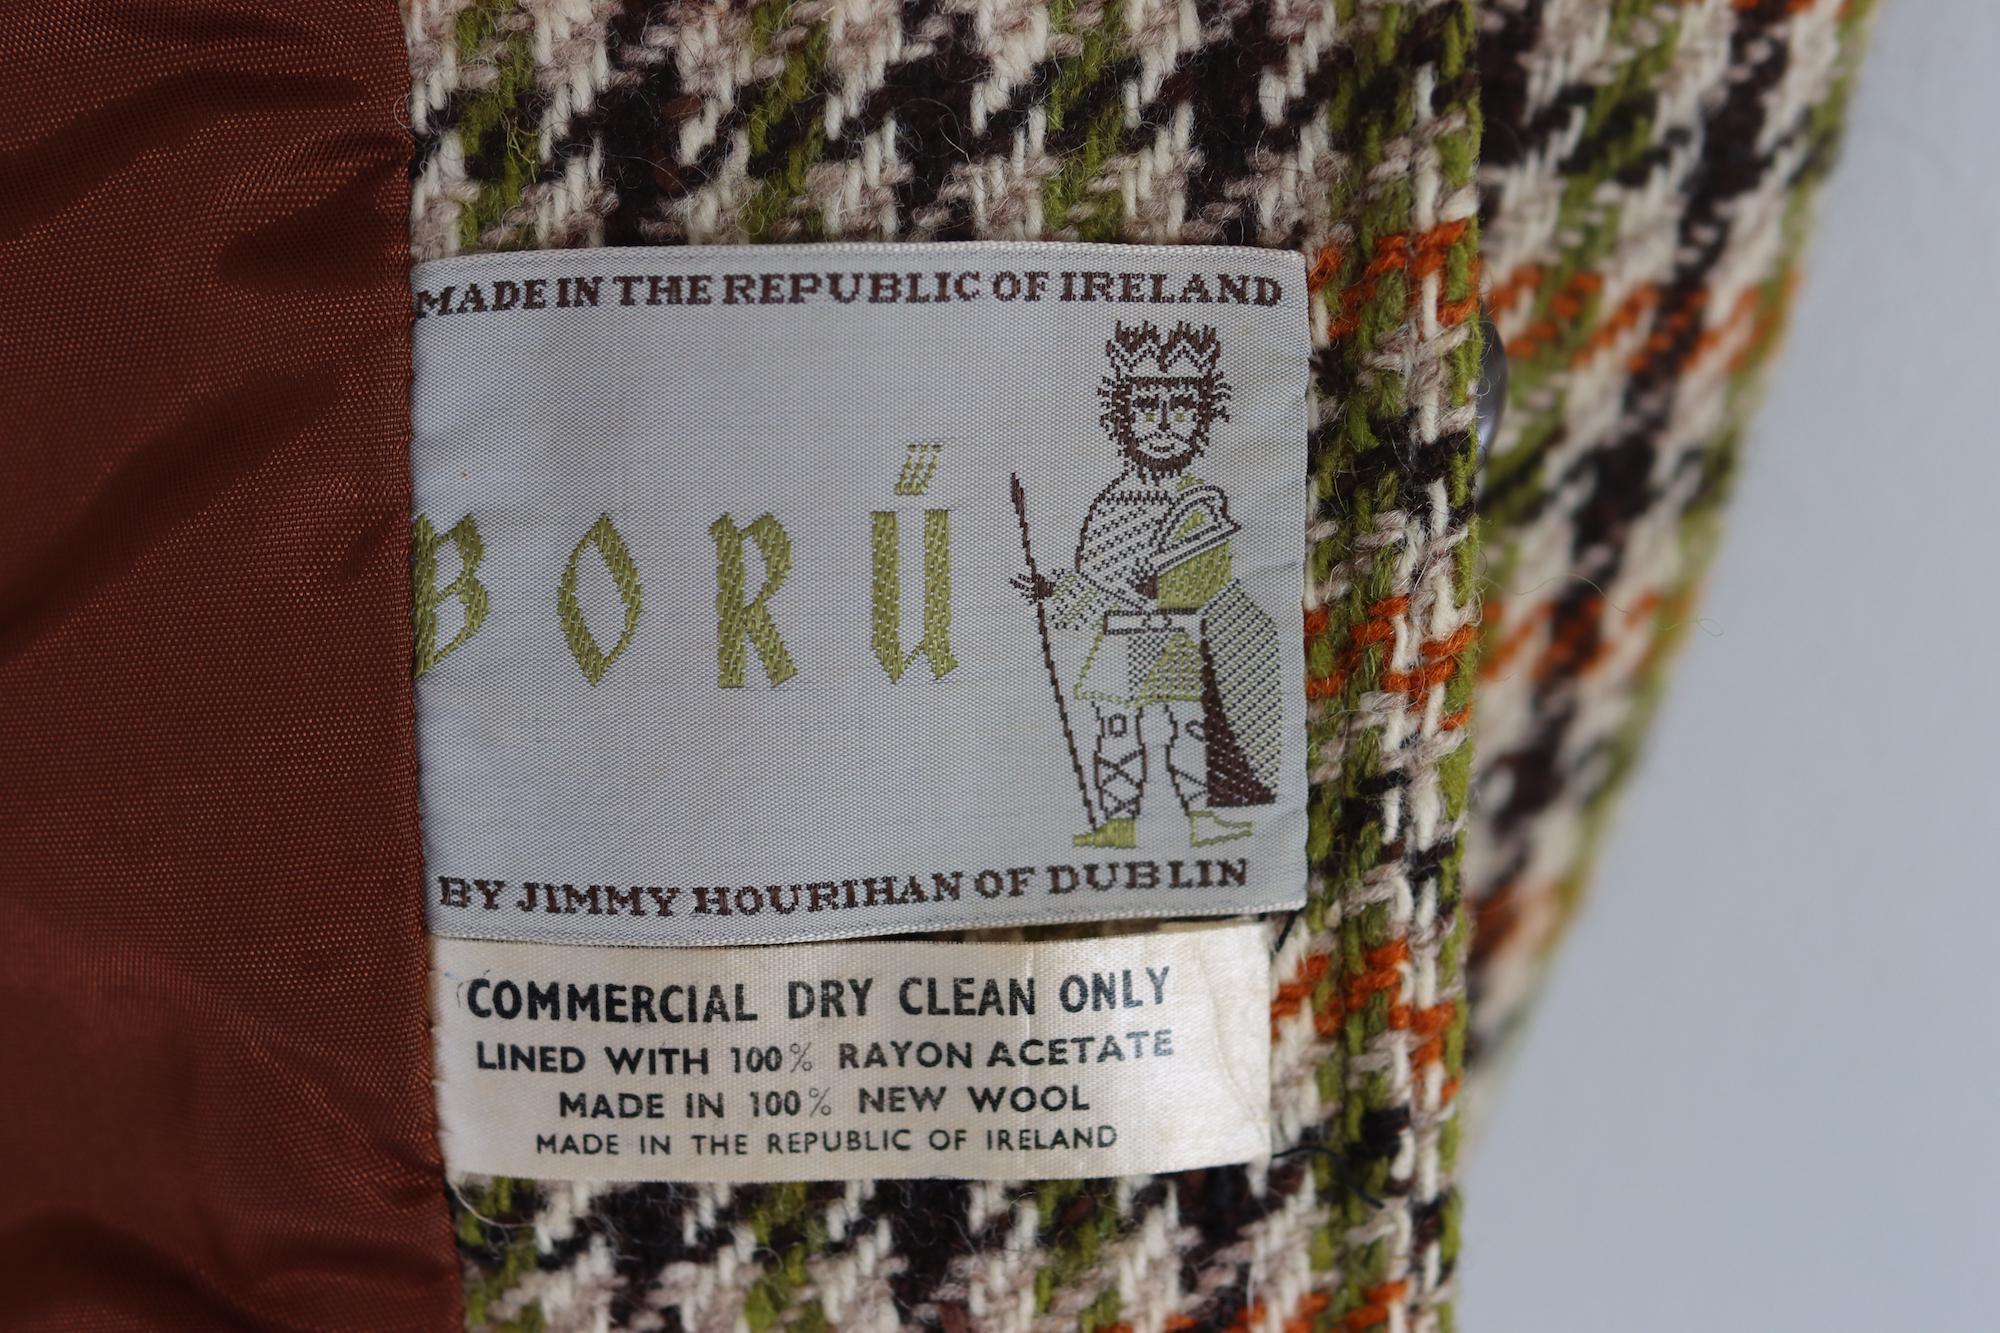 MADE IN THE REPUBLIC OF IRELAND
BORÚ
BY JIMMY HOURIHAN OF DUBLIN
COMMERCIAL DRY CLEAN ONLY
LINED WITH 100% RAYON ACETATE
MADE IN 100% NEW WOOL
MADE IN THE REPUBLIC OF IRELAND